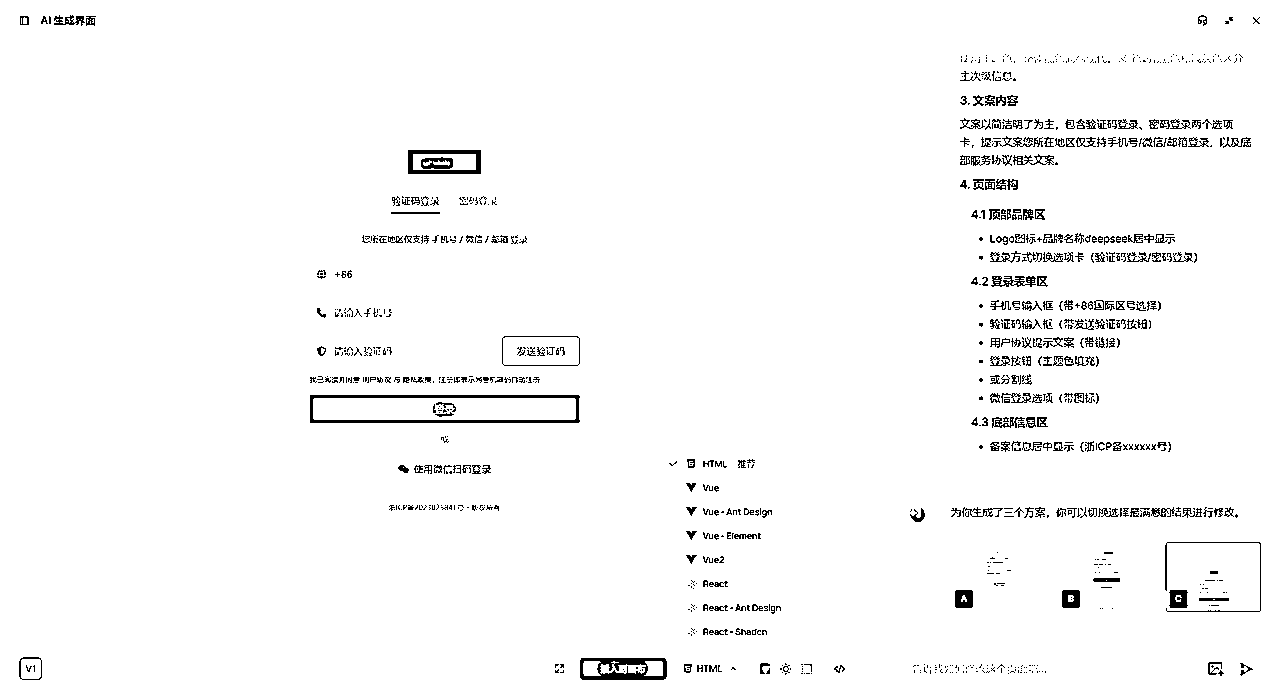 AI 生成界面
主次级信息。
3. 文案内容
文案以简洁明了为主，包含验证码登录、密码登录两个选项
卡，提示文案您所在地区仅支持手机号/微信/邮箱登录，以及底
部服务协议相关文案。
4. 页面结构
4.1 顶部品牌区
• Logo图标+品牌名称deepseek居中显示
• 登录方式切换选项卡（验证码登录/密码登录）
4.2 登录表单区
• 手机号输入框（带+86国际区号选择）
• 验证码输入框（带发送验证码按钮）
• 用户协议提示文案（带链接）
• 登录按钮（主题色填充）
• 或分割线
• 微信登录选项（带图标）
4.3 底部信息区
• 备案信息居中显示（浙ICP备xxxxxx号）
为你生成了三个方案，你可以切换选择最满意的结果进行修改。
A
B
C
验证码登录 密码登录
您所在地区仅支持 手机号 / 微信 / 邮箱 登录
+86
请输入手机号
请输入验证码 发送验证码
登录
或
使用微信扫码登录
HTML 推荐
Vue
Vue - Ant Design
Vue - Element
Vue2
React
React - Ant Design
React - Shadcn
V1
HTML